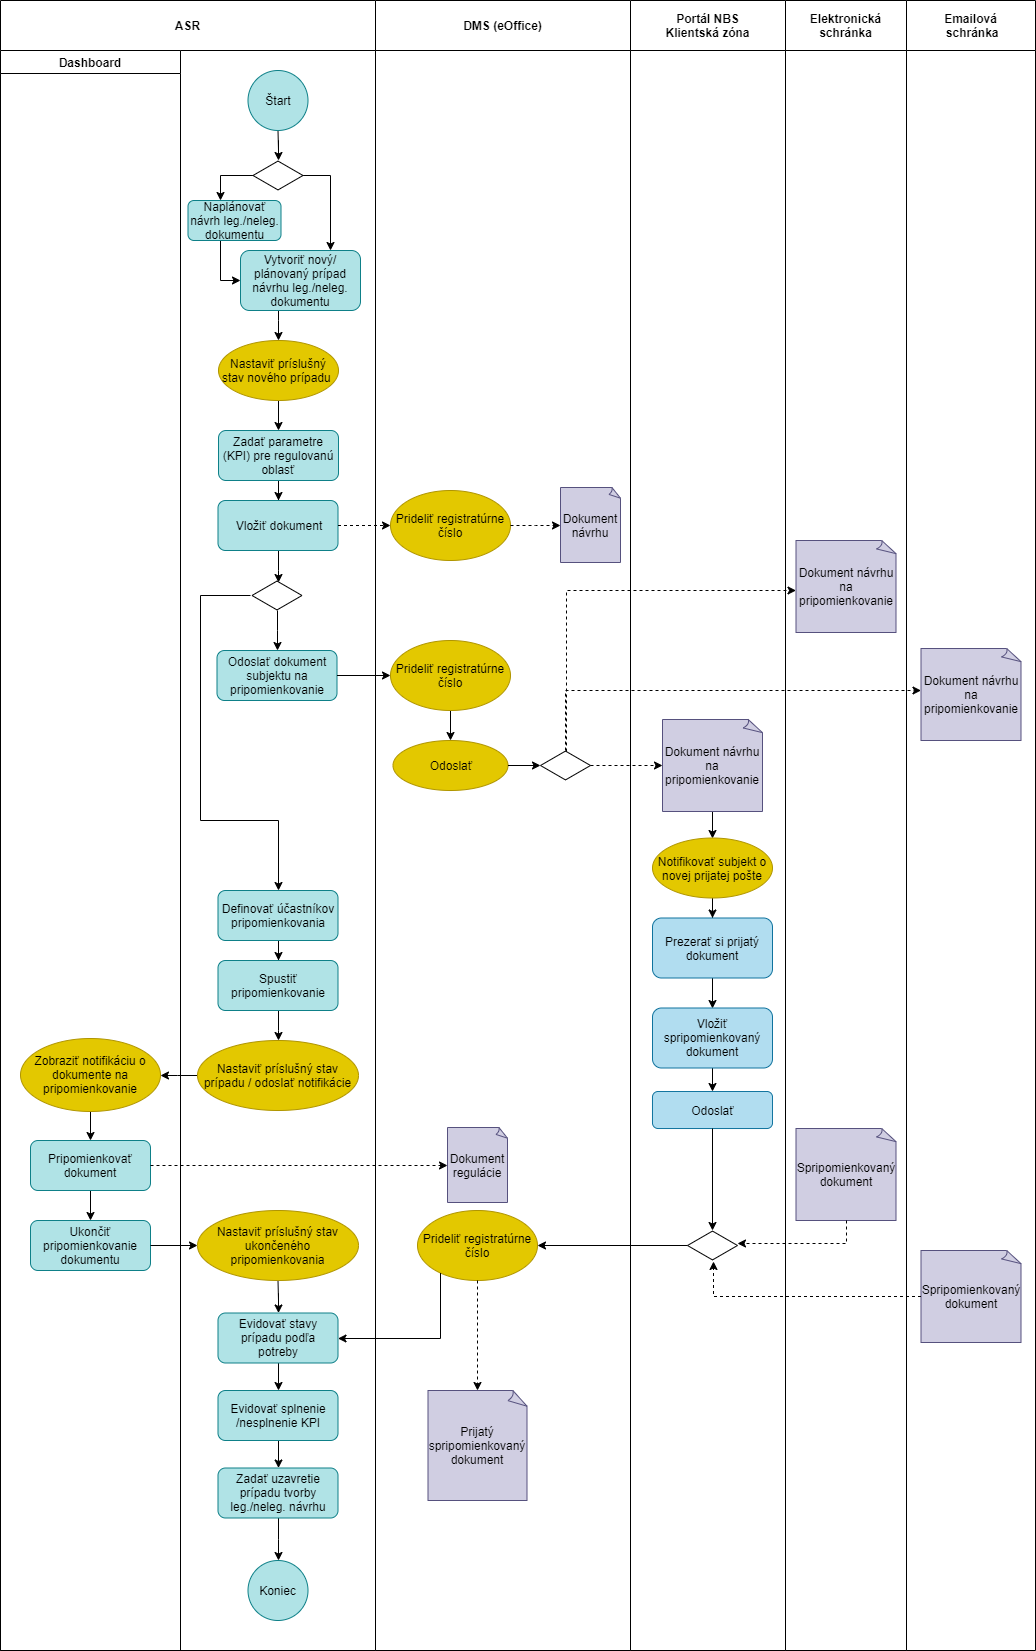 ASR
DMS (eOffice)
Portál NBS
Klientská zóna
Elektronická
schránka
Emailová
schránka
Dashboard
Štart
Naplánovať
návrh leg./neleg.
dokumentu
Vytvoriť nový/
plánovaný prípad
návrhu leg./neleg.
dokumentu
Nastaviť príslušný
stav nového prípadu
Zadať parametre
(KPI) pre regulovanú
oblasť
Vložiť dokument
Prideliť registratúrne
číslo
Dokument
návrhu
Dokument návrhu
na
pripomienkovanie
Odoslať dokument
subjektu na
pripomienkovanie
Prideliť registratúrne
číslo
Dokument návrhu
na
pripomienkovanie
Odoslať
Dokument návrhu
na
pripomienkovanie
Notifikovať subjekt o
novej prijatej pošte
Definovať účastníkov
pripomienkovania
Prezerať si prijatý
dokument
Spustiť
pripomienkovanie
Vložiť
spripomienkovaný
dokument
Zobraziť notifikáciu o
dokumente na
pripomienkovanie
Nastaviť príslušný stav
prípadu / odoslať notifikácie
Odoslať
Pripomienkovať
dokument
Dokument
regulácie
Spripomienkovaný
dokument
Ukončiť
pripomienkovanie
dokumentu
Nastaviť príslušný stav
ukončeného
pripomienkovania
Prideliť registratúrne
číslo
Spripomienkovaný
dokument
Evidovať stavy
prípadu podľa
potreby
Evidovať splnenie
/nesplnenie KPI
Prijatý
spripomienkovaný
dokument
Zadať uzavretie
prípadu tvorby
leg./neleg. návrhu
Koniec